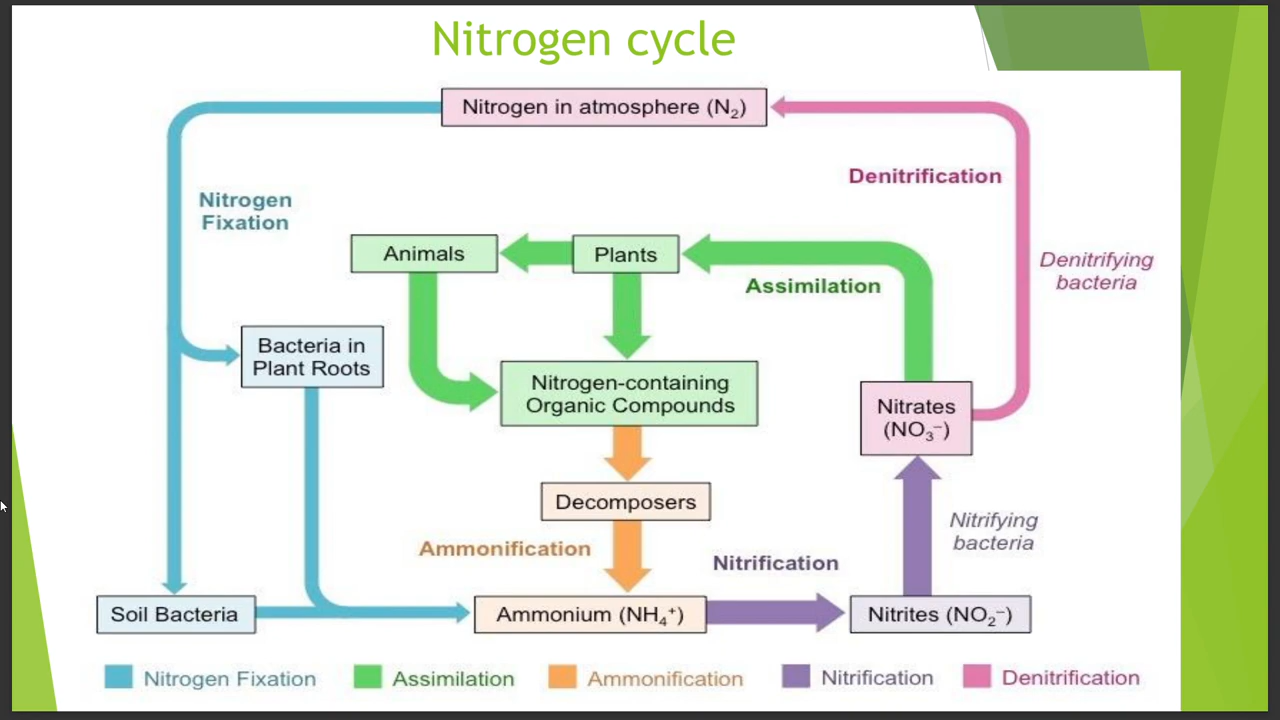 Nitrogen cycle
Nitrogen in atmosphere (N₂)
Denitrification
Nitrogen
Fixation
Animals
Plants
Denitrifying
bacteria
Assimilation
Bacteria in
Plant Roots
Nitrogen-containing
Organic Compounds
Nitrates
(NO₃⁻)
Decomposers
Nitrifying
bacteria
Ammonification
Nitrification
Soil Bacteria
Ammonium (NH₄⁺)
Nitrites (NO₂⁻)
Nitrogen Fixation
Assimilation
Ammonification
Nitrification
Denitrification